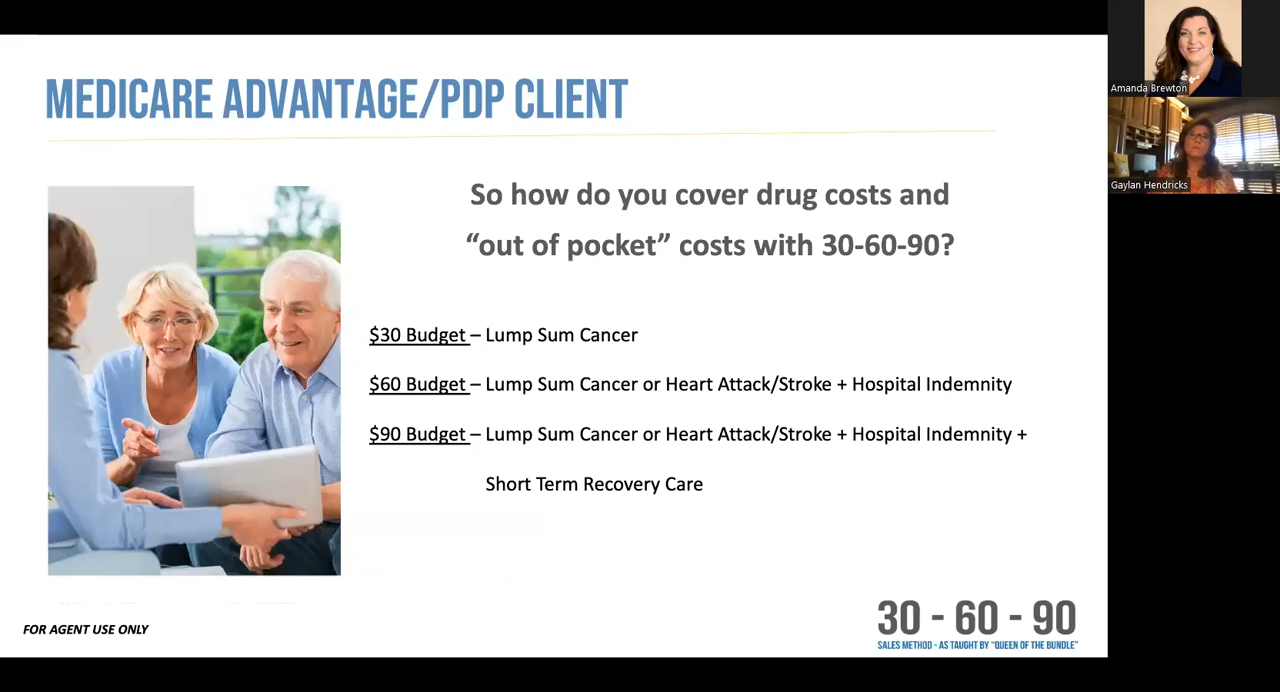 MEDICARE ADVANTAGE/PDP CLIENT
So how do you cover drug costs and
“out of pocket” costs with 30-60-90?
$30 Budget – Lump Sum Cancer
$60 Budget – Lump Sum Cancer or Heart Attack/Stroke + Hospital Indemnity
$90 Budget – Lump Sum Cancer or Heart Attack/Stroke + Hospital Indemnity +
Short Term Recovery Care
FOR AGENT USE ONLY
30 - 60 - 90
SALES METHOD - AS TAUGHT BY “QUEEN OF THE BUNDLE”
Amanda Brewton
Gaylan Hendricks